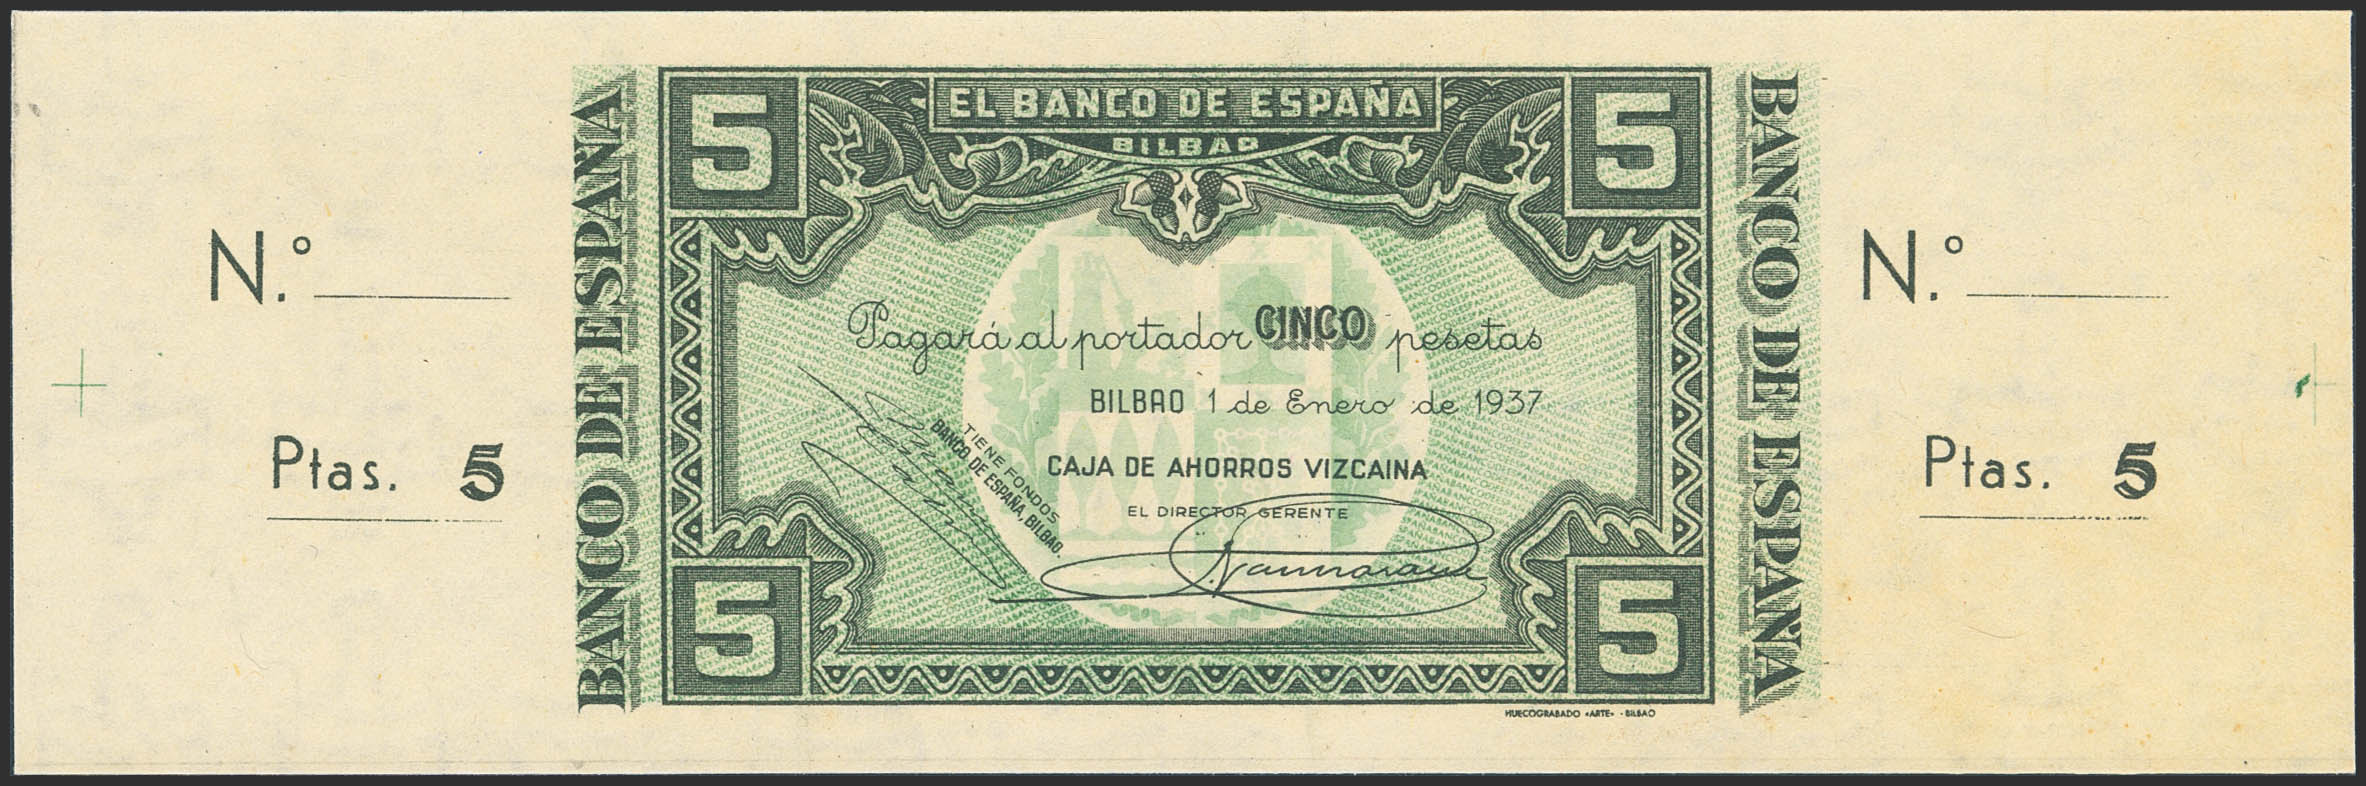 N.º
Ptas. 5
BANCO DE ESPAÑA
5
EL BANCO DE ESPAÑA
BILBAO
5
Pagará al portador CINCO pesetas
BILBAO 1 de Enero de 1937
TIENE FONDOS
BANCO DE ESPAÑA, BILBAO.
CAJA DE AHORROS VIZCAINA
EL DIRECTOR GERENTE
5
5
HUECOGRABADO «ARTE» - BILBAO
BANCO DE ESPAÑA
N.º
Ptas. 5